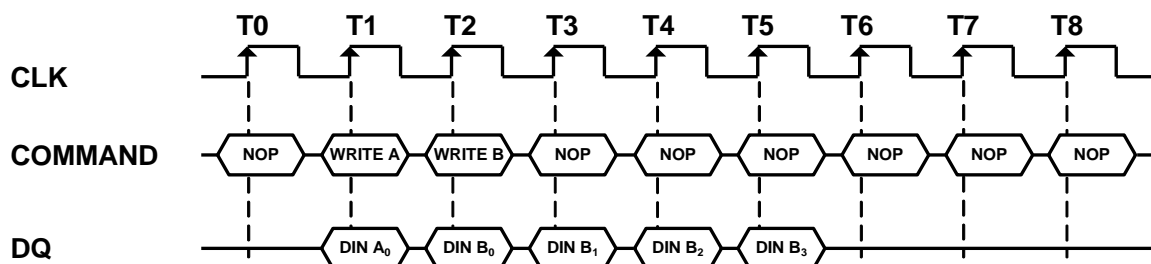 T0 T1 T2 T3 T4 T5 T6 T7 T8
CLK
COMMAND NOP WRITE A WRITE B NOP NOP NOP NOP NOP NOP
DQ DIN A₀ DIN B₀ DIN B₁ DIN B₂ DIN B₃